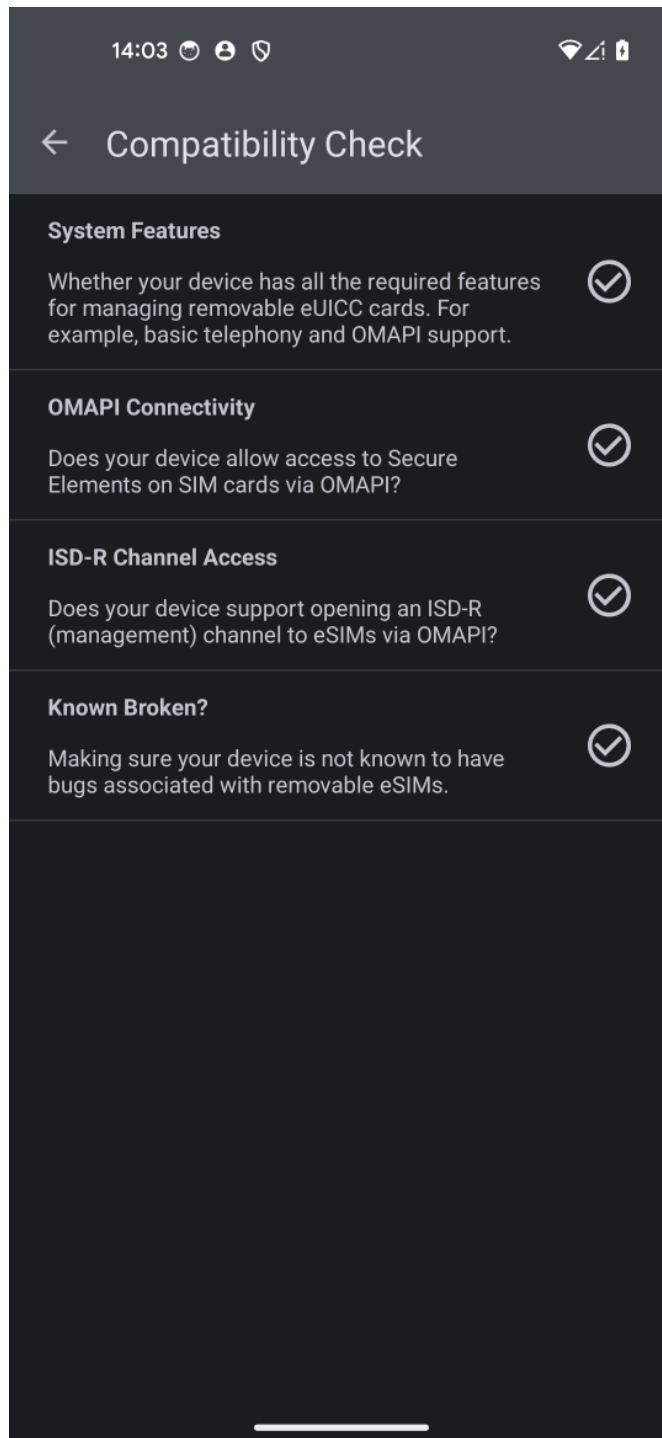 14:03
Compatibility Check
System Features
Whether your device has all the required features
for managing removable eUICC cards. For
example, basic telephony and OMAPI support.
OMAPI Connectivity
Does your device allow access to Secure
Elements on SIM cards via OMAPI?
ISD-R Channel Access
Does your device support opening an ISD-R
(management) channel to eSIMs via OMAPI?
Known Broken?
Making sure your device is not known to have
bugs associated with removable eSIMs.